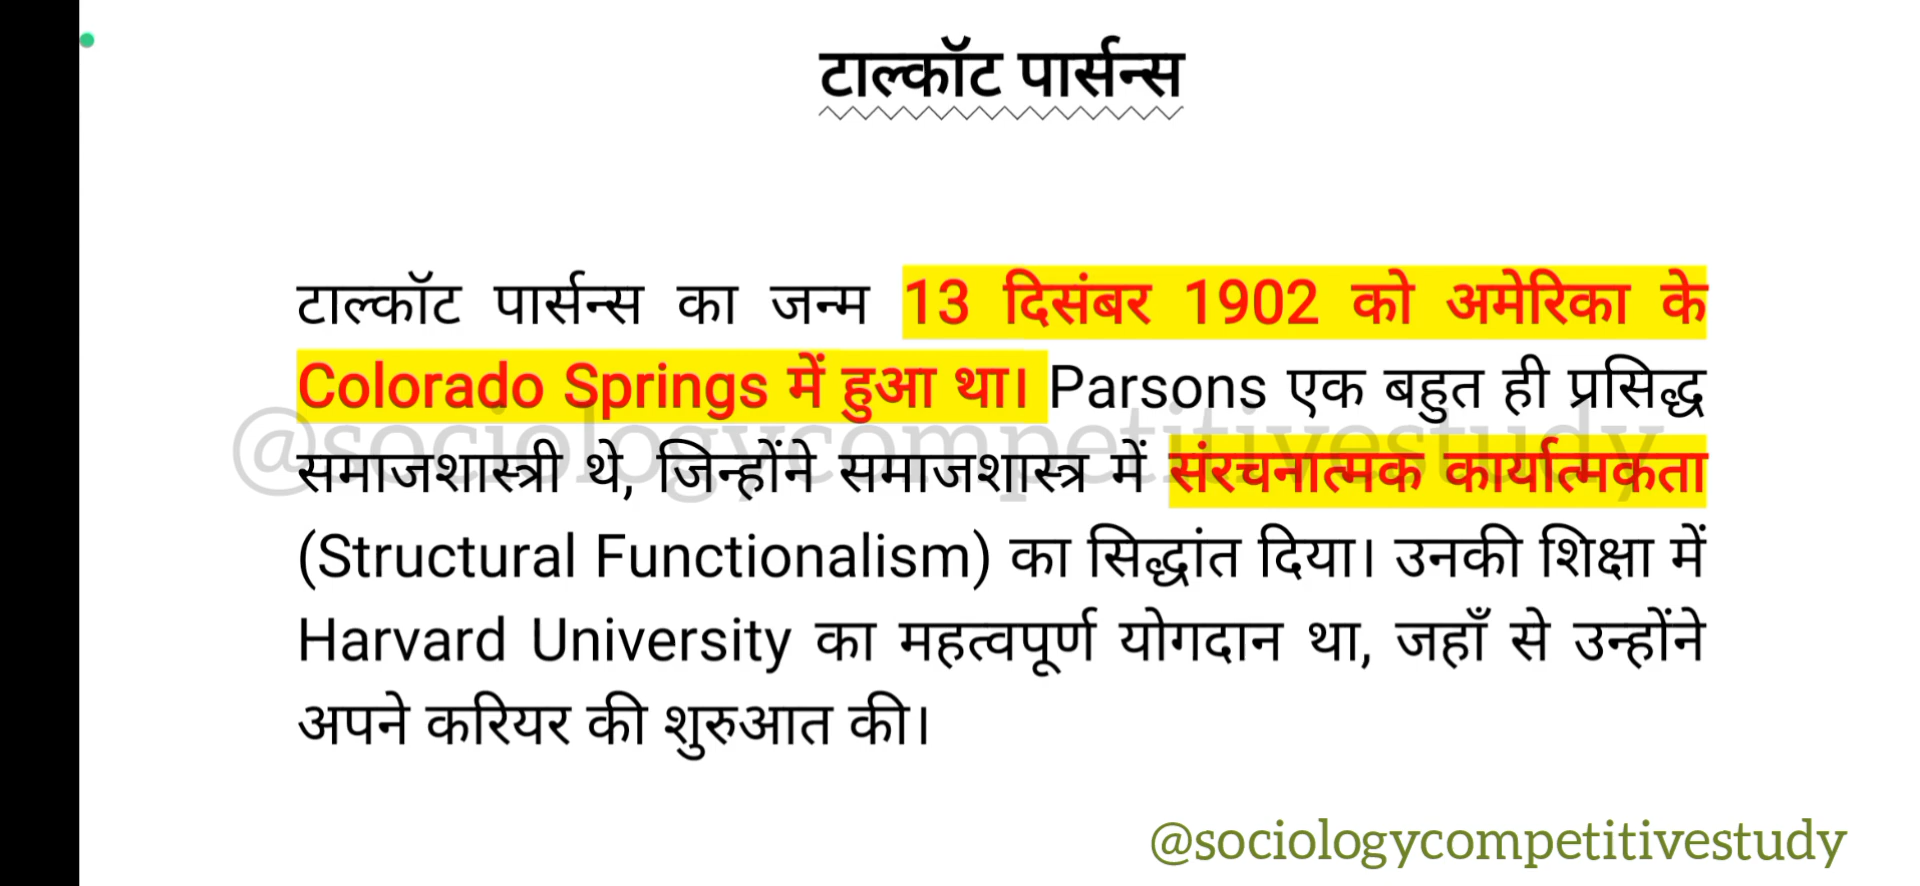 टाल्कॉट पार्सन्स
टाल्कॉट पार्सन्स का जन्म 13 दिसंबर 1902 को अमेरिका के
Colorado Springs में हुआ था। Parsons एक बहुत ही प्रसिद्ध
@sociologycompetitivestudy
समाजशास्त्री थे, जिन्होंने समाजशास्त्र में संरचनात्मक कार्यात्मकता
(Structural Functionalism) का सिद्धांत दिया। उनकी शिक्षा में
Harvard University का महत्वपूर्ण योगदान था, जहाँ से उन्होंने
अपने करियर की शुरुआत की।
@sociologycompetitivestudy